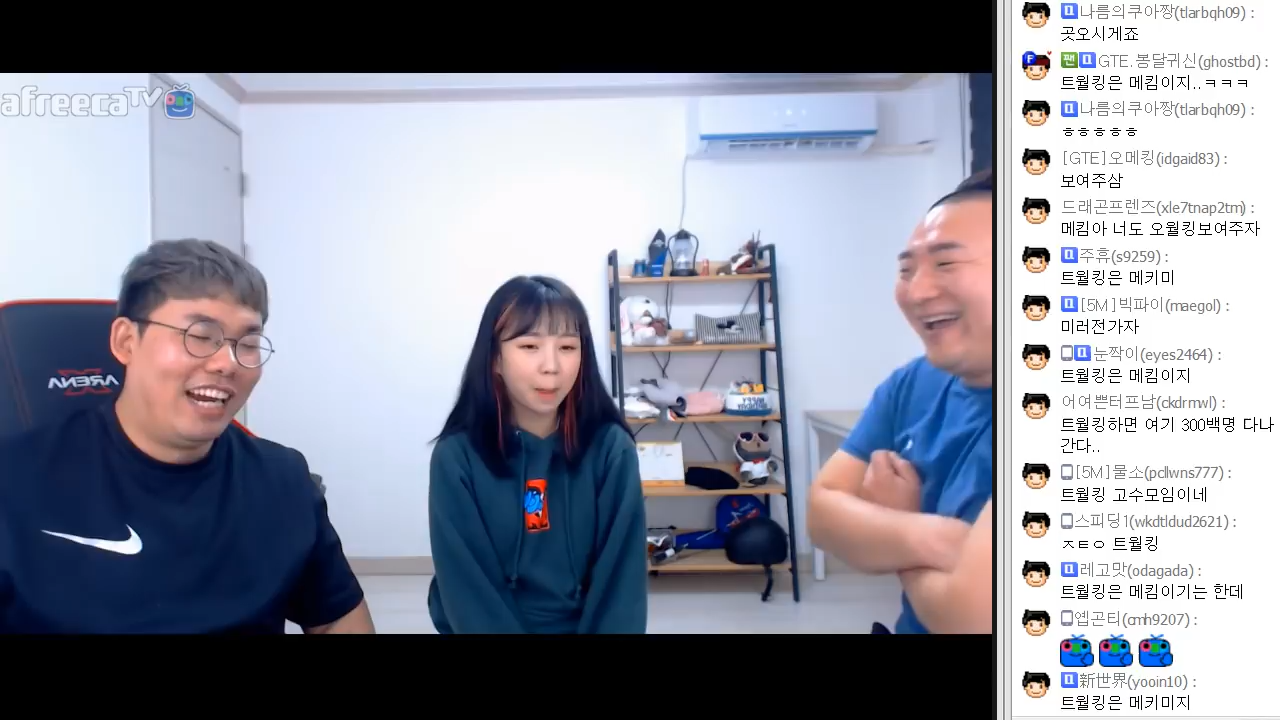 afreecaTV
ARENA
나름의쿠아짱(tlarbqh09) :
곳오시게죠
팬 GTE. 봉달귀신(ghostbd) :
트월킹은 메킴이지..ㅋㅋㅋ
나름의쿠아짱(tlarbqh09) :
ㅎㅎㅎㅎㅎ
[GTE]오메킹(idgaid83) :
보여주삼
드래곤프렌즈(xle7tnap2tm) :
메킴아 너도 오월킹보여주자
주휴(s9259) :
트월킹은 메키미
[5M]빅파이(maegol) :
미러전가자
눈짝이(eyes2464) :
트월킹은 메킴이지
어여쁜터프남(cmrmwl) :
트월킹하면 여기 300백명 다나
간다..
[5M]물소(pcliwns777) :
트월킹 고수모임이네
스피딩1(wkdtldud2621) :
ㅈㅌㅇ 트월킹
레고맛(odagada) :
트월킹은 메킴이기는 한데
옙곤티(cmh9207) :
新世界(yooin10) :
트월킹은 메키미지